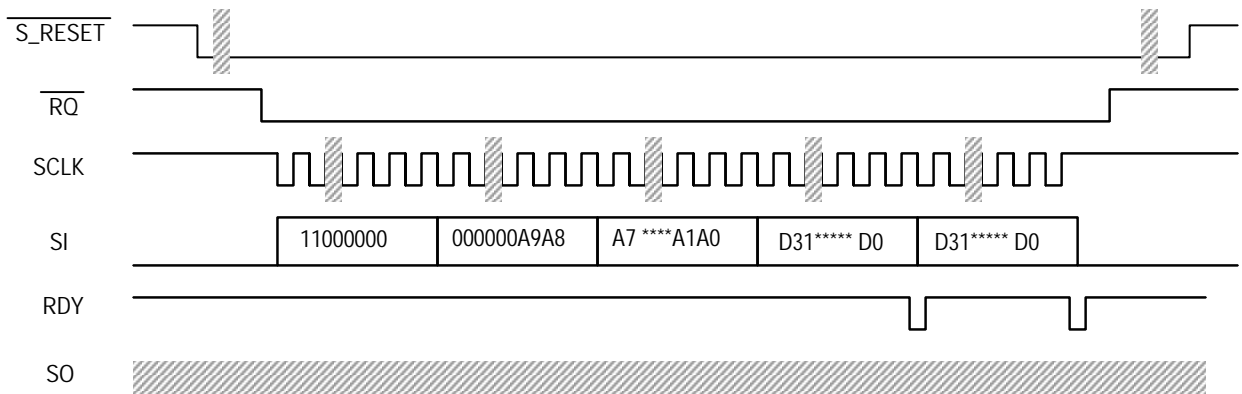 S_RESET
RQ
SCLK
SI 11000000 000000A9A8 A7 ****A1A0 D31***** D0 D31***** D0
RDY
SO